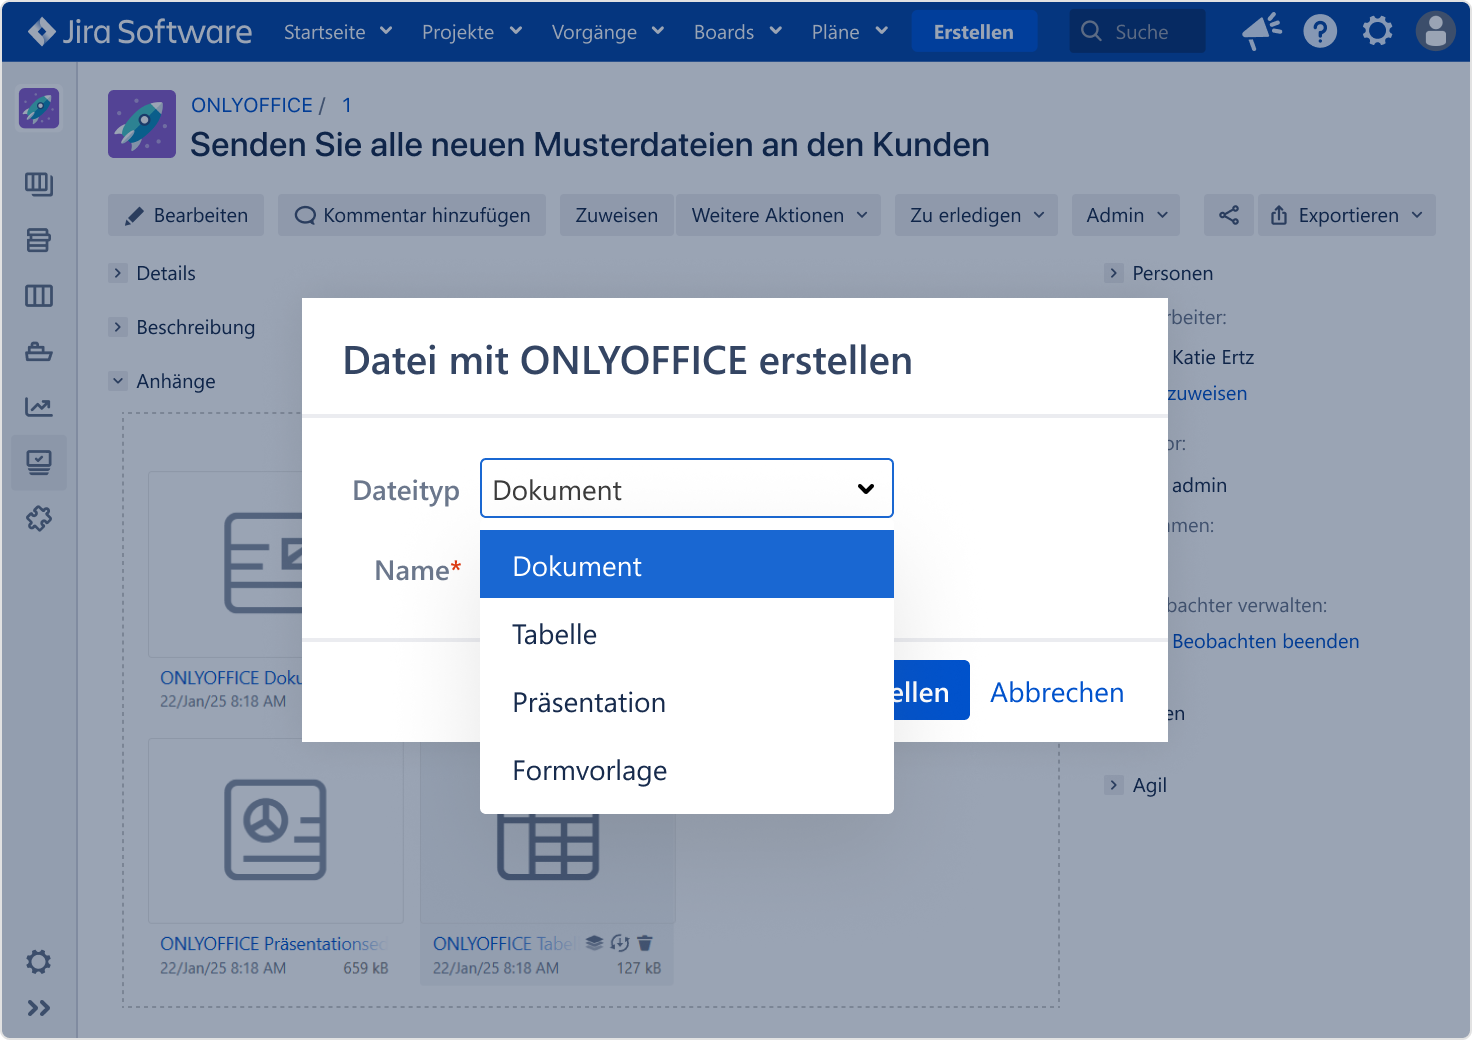 Jira Software Startseite Projekte Vorgänge Boards Pläne Erstellen Suche
ONLYOFFICE / 1
Senden Sie alle neuen Musterdateien an den Kunden
Bearbeiten Kommentar hinzufügen Zuweisen Weitere Aktionen Zu erledigen Admin Exportieren
Details
Beschreibung
Anhänge
Personen
rbeiter:
Katie Ertz
zuweisen
or:
admin
men:
bachter verwalten:
Beobachten beenden
en
Agil
Datei mit ONLYOFFICE erstellen
Dateityp Dokument
Name*
Dokument
Tabelle
Präsentation
Formvorlage
ellen Abbrechen
ONLYOFFICE Doku
22/Jan/25 8:18 AM
ONLYOFFICE Präsentationsed ONLYOFFICE Tabel
22/Jan/25 8:18 AM 659 kB 22/Jan/25 8:18 AM 127 kB